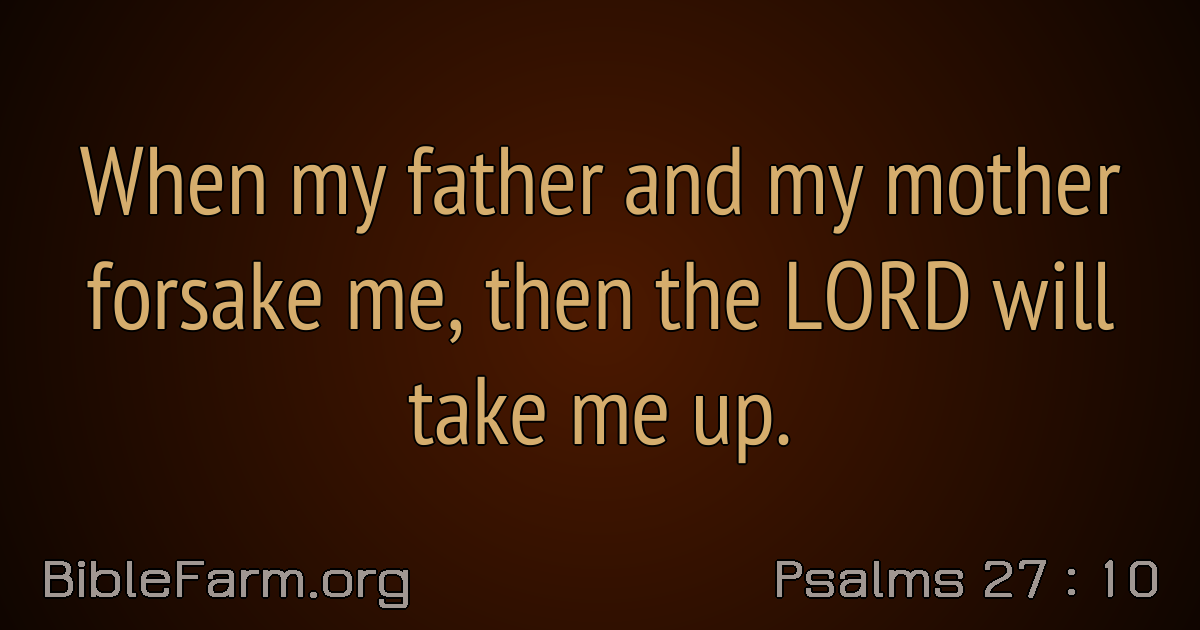 When my father and my mother
forsake me, then the LORD will
take me up.
BibleFarm.org
Psalms 27 : 10